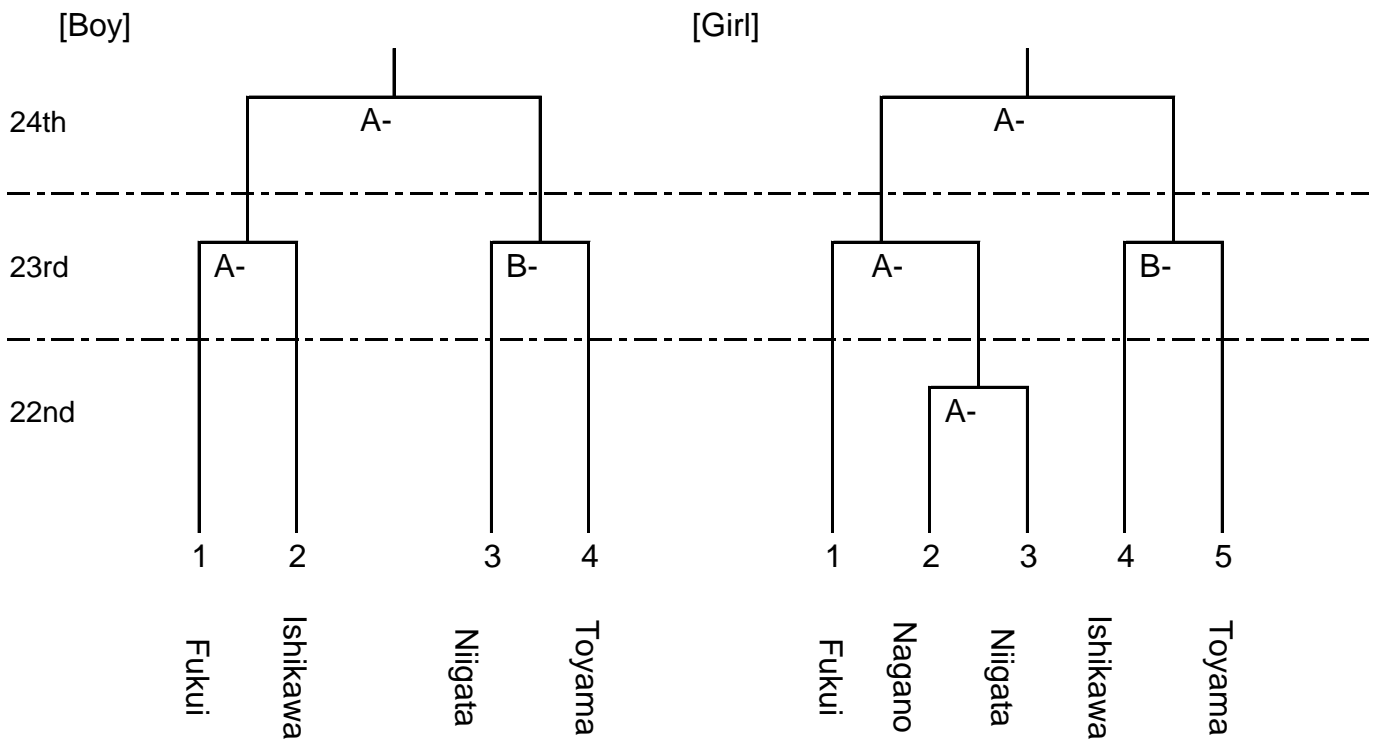 [Boy]
[Girl]
24th
A-
A-
23rd
A-
B-
A-
B-
22nd
A-
1
2
3
4
1
2
3
4
5
Fukui
Ishikawa
Niigata
Toyama
Fukui
Nagano
Niigata
Ishikawa
Toyama